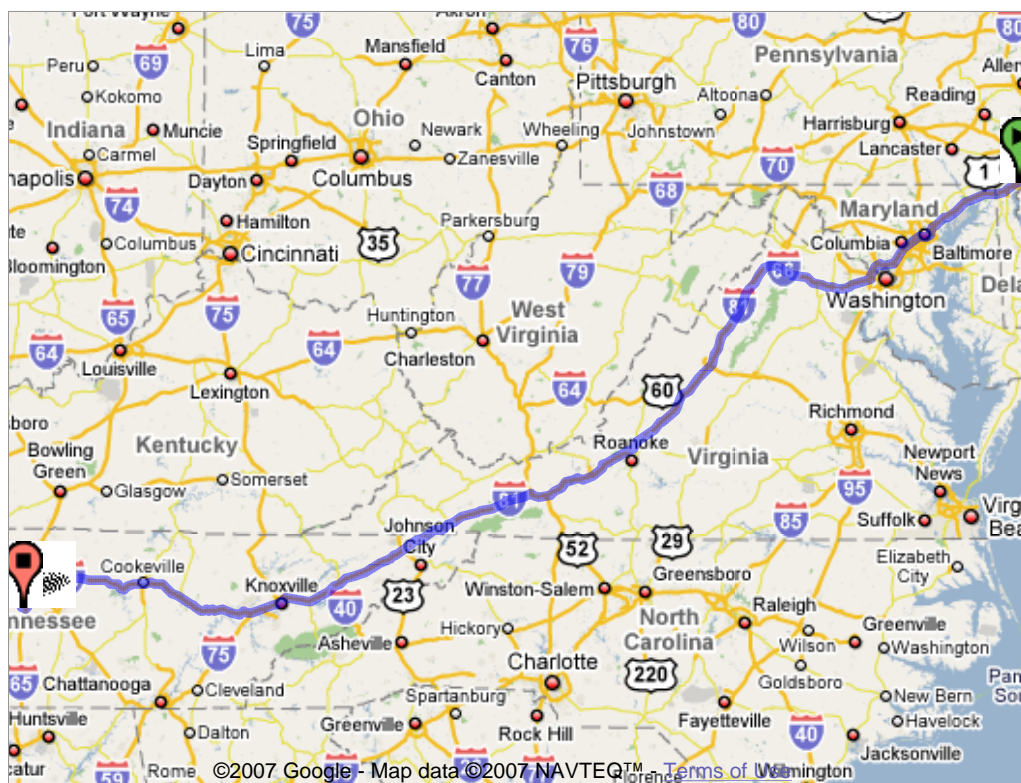 Fort Wayne
75
Akron
80
80
Mansfield
76
Pennsylvania
Lima
69
Canton
Pittsburgh
Peru
Altoona
Reading
Kokomo
Ohio
Indiana
Muncie
Newark
Wheeling
Johnstown
Harrisburg
Springfield
Carmel
Zanesville
Lancaster
Columbus
70
1
Dayton
68
74
Maryland
Hamilton
Parkersburg
Columbus
35
Columbia
Cincinnati
Baltimore
Bloomington
79
66
77
Washington
65
West
Virginia
81
75
Huntington
64
64
Charleston
Louisville
Lexington
64
60
Richmond
Roanoke
Kentucky
Bowling
Green
Virginia
Newport
News
Somerset
Glasgow
81
95
85
Suffolk
Johnson
City
52
29
Elizabeth
City
Cookeville
Knoxville
Winston-Salem
Greensboro
23
40
North
Carolina
Raleigh
Greenville
Hickory
Wilson
Asheville
75
Washington
Charlotte
220
Goldsboro
65
Chattanooga
Cleveland
Spartanburg
New Bern
Huntsville
Rock Hill
Fayetteville
Havelock
Dalton
Greenville
40
Jacksonville
59
Rome
©2007 Google - Map data ©2007 NAVTEQ™ - Terms of Use
Florence
Wilmington